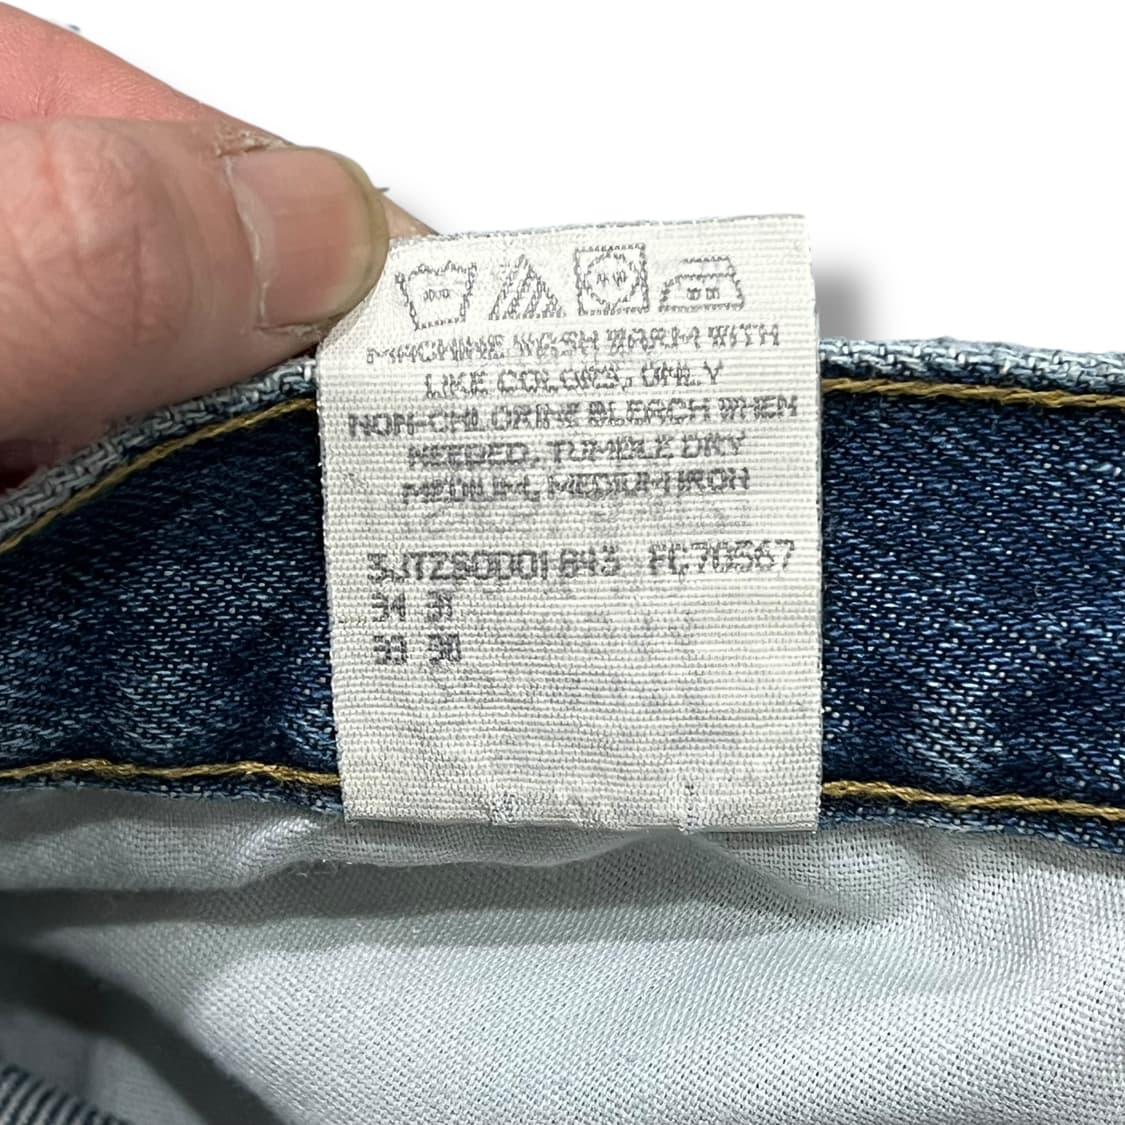 MACHINE WASH WARM WITH
LIKE COLORS, ONLY
NON-CHLORINE BLEACH WHEN
NEEDED, TUMBLE DRY
MEDIUM, MEDIUM IRON
FC70567
34 31